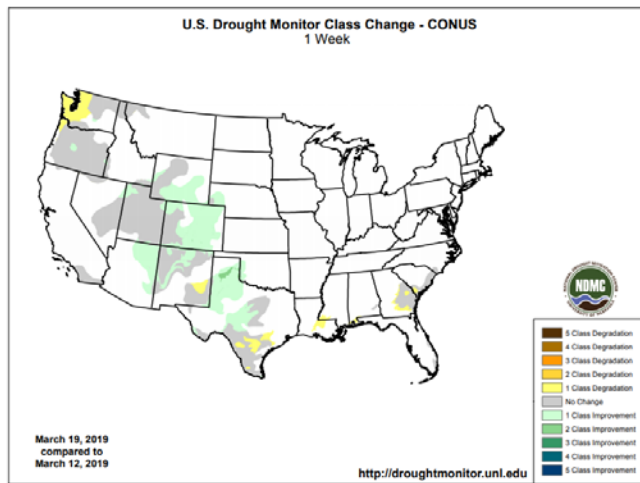 U.S. Drought Monitor Class Change - CONUS
1 Week
NDMC
5 Class Degradation
4 Class Degradation
3 Class Degradation
2 Class Degradation
1 Class Degradation
No Change
1 Class Improvement
2 Class Improvement
3 Class Improvement
4 Class Improvement
5 Class Improvement
March 19, 2019
compared to
March 12, 2019
http://droughtmonitor.unl.edu